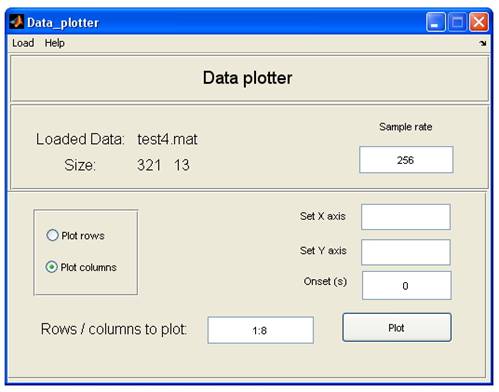 Data_plotter
Load Help
Data plotter
Loaded Data: test4.mat
Size: 321 13
Sample rate
256
Plot rows
Plot columns
Set X axis
Set Y axis
Onset (s)
0
Rows / columns to plot:
1:8
Plot